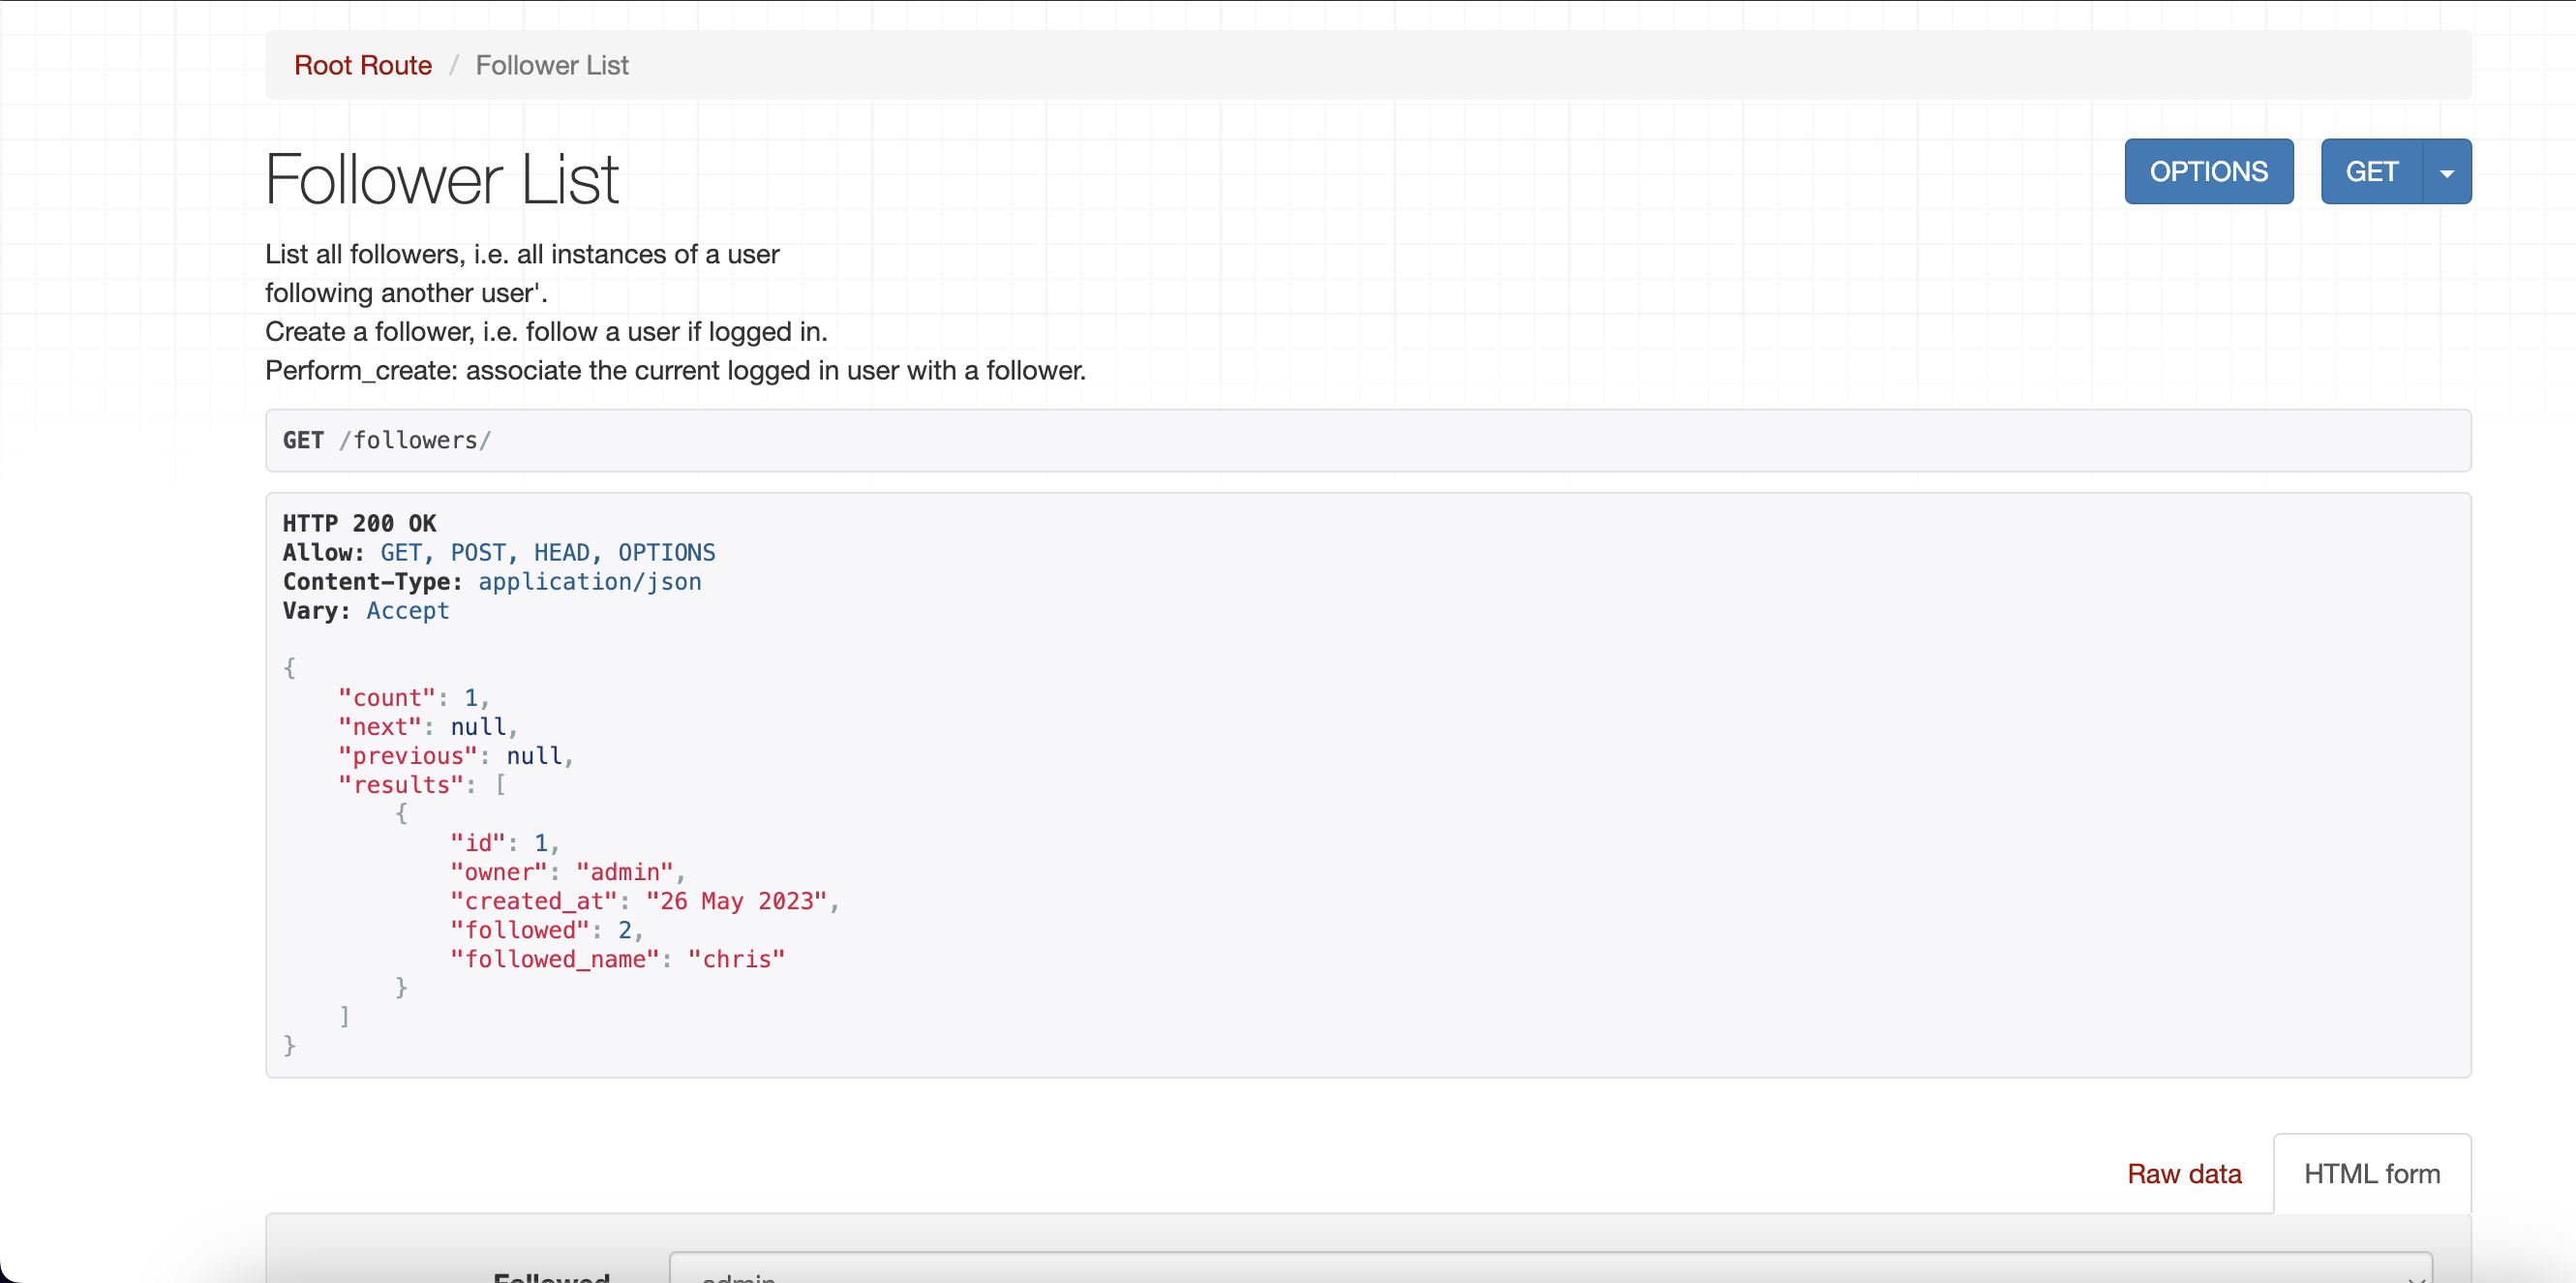 Root Route / Follower List
Follower List
OPTIONS
GET
List all followers, i.e. all instances of a user
following another user'.
Create a follower, i.e. follow a user if logged in.
Perform_create: associate the current logged in user with a follower.
GET /followers/
HTTP 200 OK
Allow: GET, POST, HEAD, OPTIONS
Content-Type: application/json
Vary: Accept
{
    "count": 1,
    "next": null,
    "previous": null,
    "results": [
        {
            "id": 1,
            "owner": "admin",
            "created_at": "26 May 2023",
            "followed": 2,
            "followed_name": "chris"
        }
    ]
}
Raw data
HTML form
Followed
admin